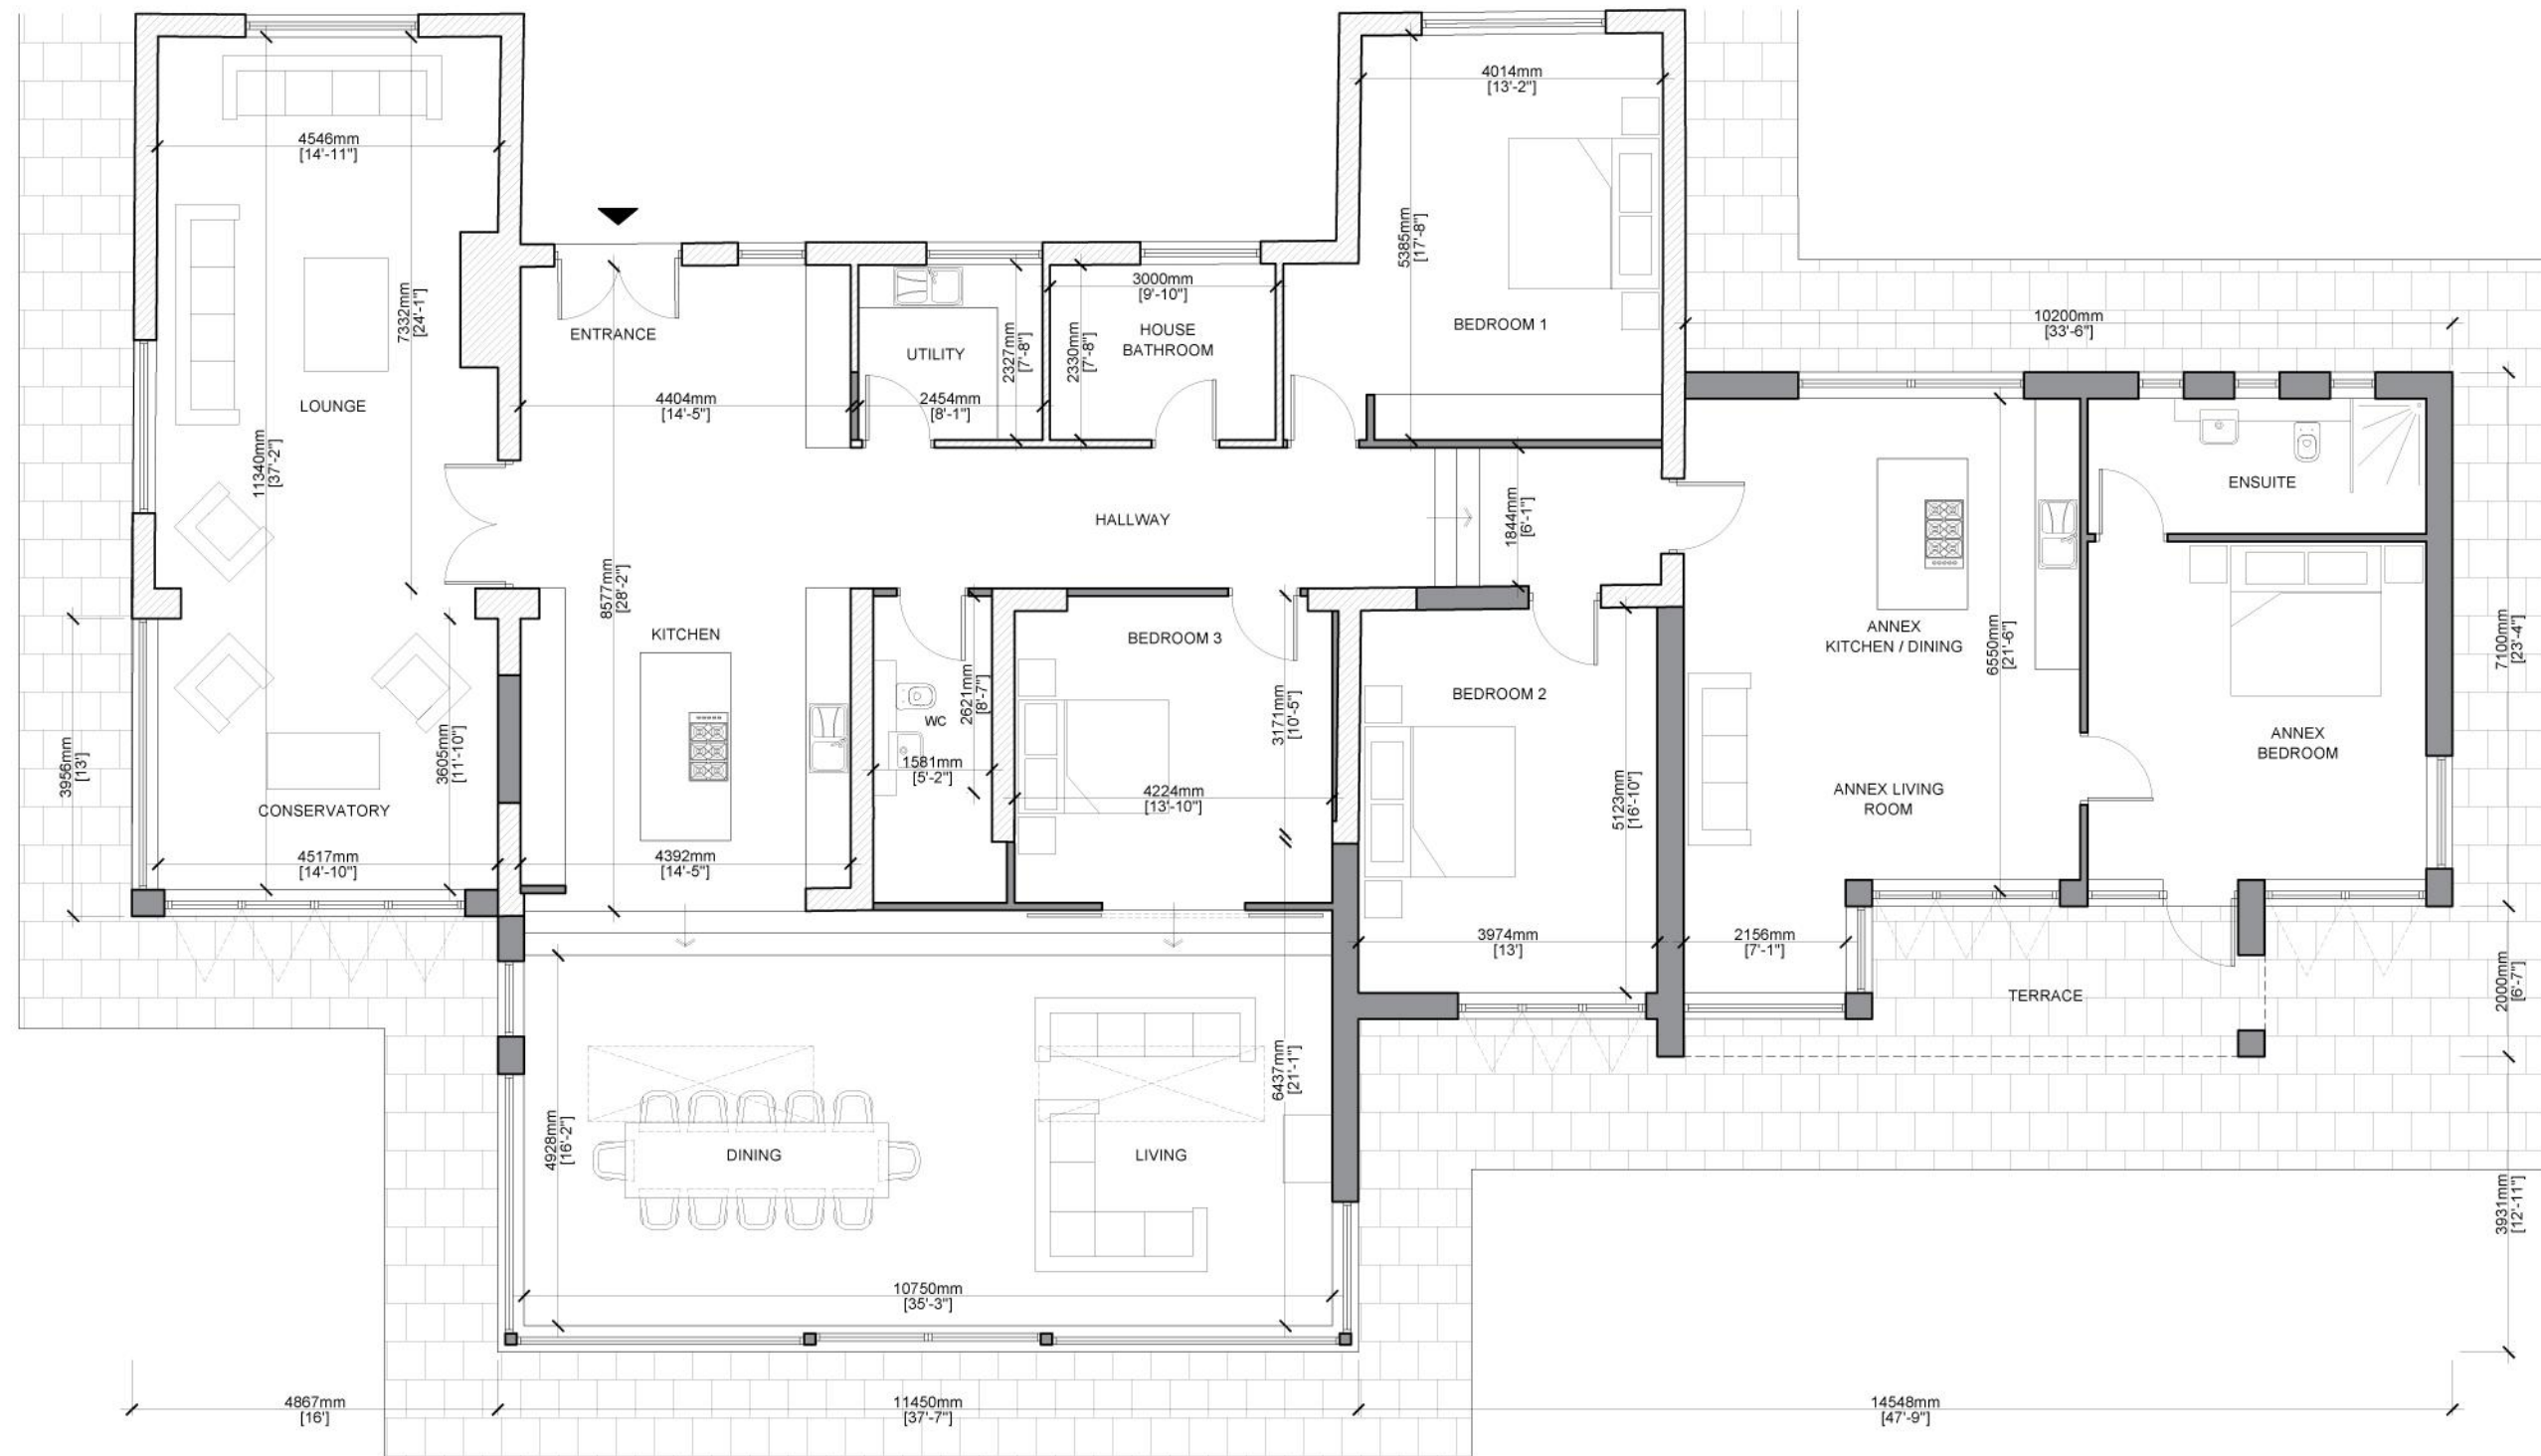 4014mm
[13'-2"]
4546mm
[14'-11"]
5385mm
[17'-8"]
7332mm
[24'-1"]
3000mm
[9'-10"]
10200mm
[33'-6"]
ENTRANCE
HOUSE
BATHROOM
BEDROOM 1
UTILITY
2327mm
[7'-8"]
2330mm
[7'-8"]
LOUNGE
4404mm
[14'-5"]
2454mm
[8'-1"]
11340mm
[37'-2"]
ENSUITE
HALLWAY
1844mm
[6'-1"]
8577mm
[28'-2"]
KITCHEN
BEDROOM 3
ANNEX
KITCHEN / DINING
6550mm
[21'-6"]
7100mm
[23'-4"]
BEDROOM 2
2621mm
[8'-7"]
WC
3171mm
[10'-5"]
ANNEX
BEDROOM
3956mm
[13']
3605mm
[11'-10"]
1581mm
[5'-2"]
4224mm
[13'-10"]
5123mm
[16'-10"]
ANNEX LIVING
ROOM
CONSERVATORY
4517mm
[14'-10"]
4392mm
[14'-5"]
3974mm
[13']
2156mm
[7'-1"]
TERRACE
2000mm
[6'-7"]
6437mm
[21'-1"]
4928mm
[16'-2"]
DINING
LIVING
3931mm
[12'-11"]
10750mm
[35'-3"]
4867mm
[16']
11450mm
[37'-7"]
14548mm
[47'-9"]